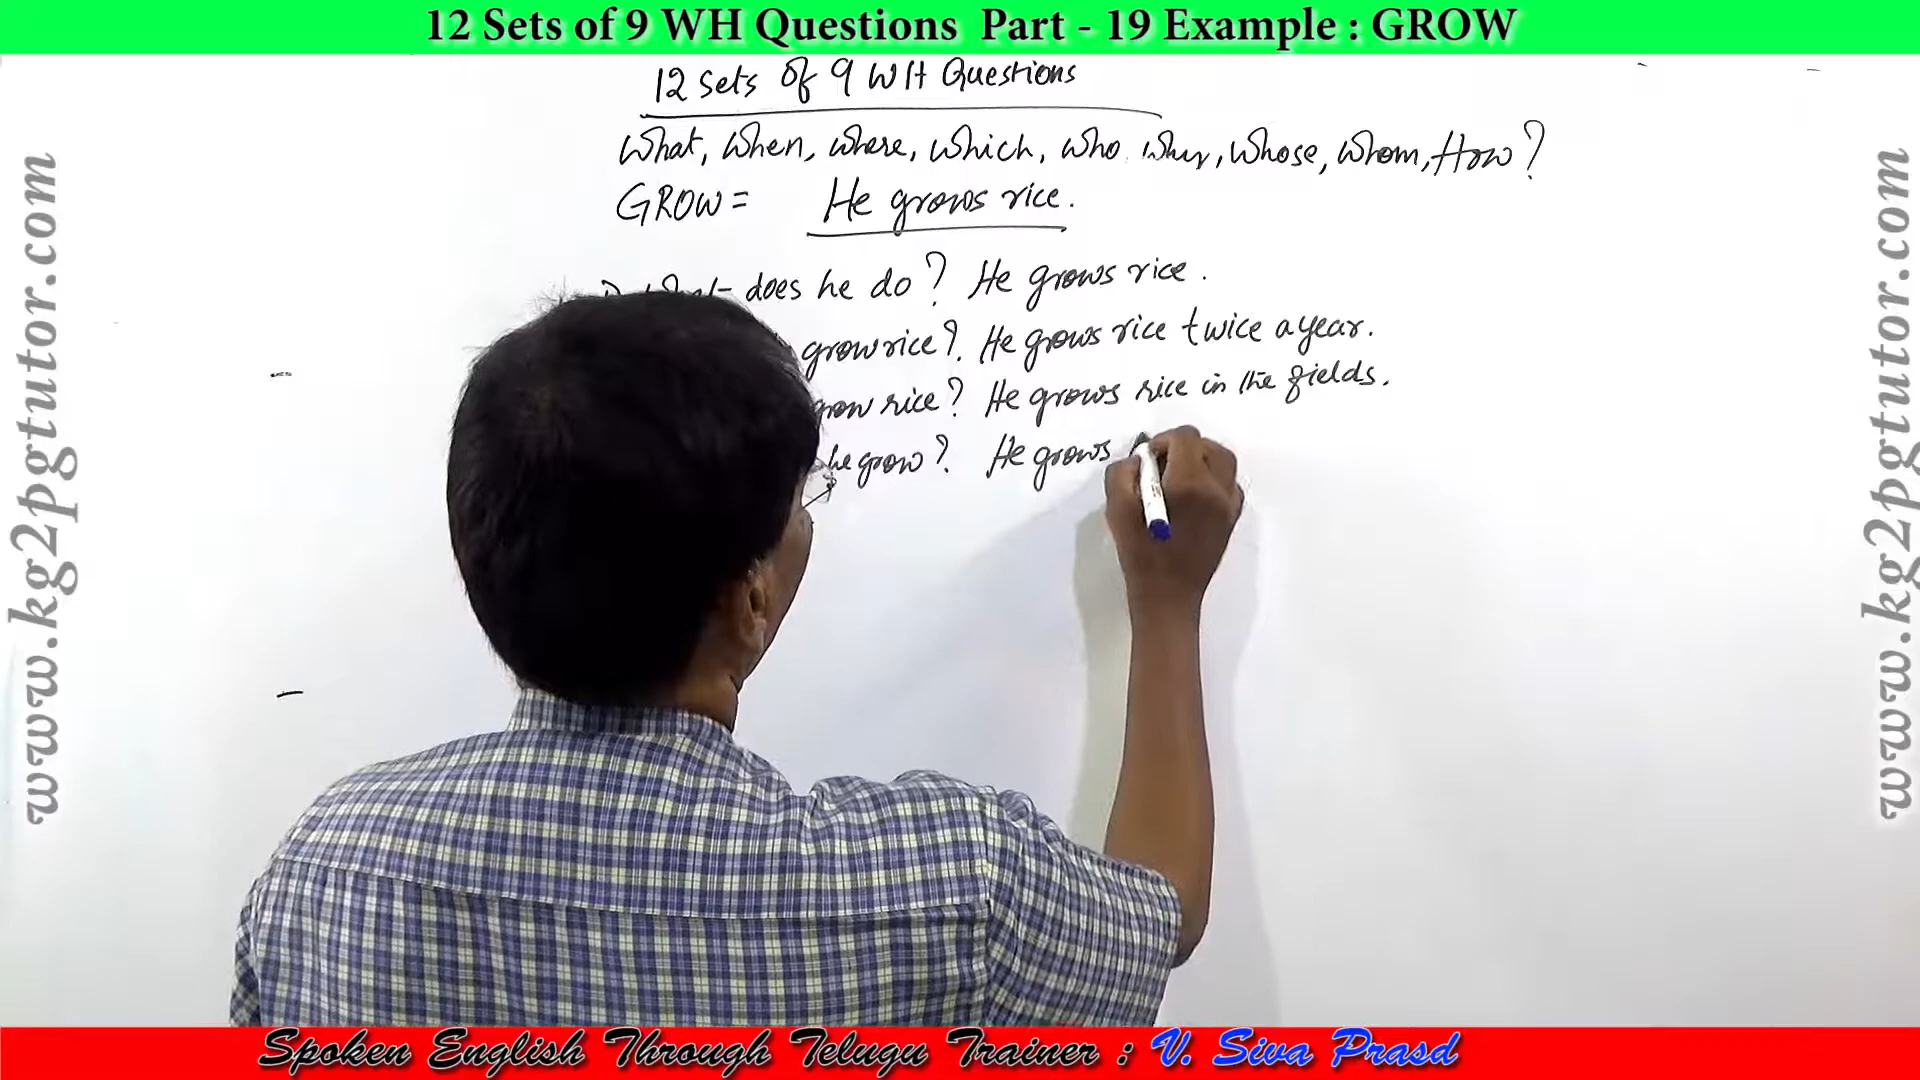 12 Sets of 9 WH Questions Part - 19 Example : GROW
12 sets of 9 WH Questions
What, When, Where, Which, Who, Why, Whose, Whom, How?
GROW = He grows rice.
What does he do? He grows rice.
grow rice? He grows rice twice a year.
grow rice? He grows rice in the fields.
he grow? He grows
www.kg2pgtutor.com
www.kg2pgtutor.com
Spoken English Through Telugu Trainer : V. Siva Prasd